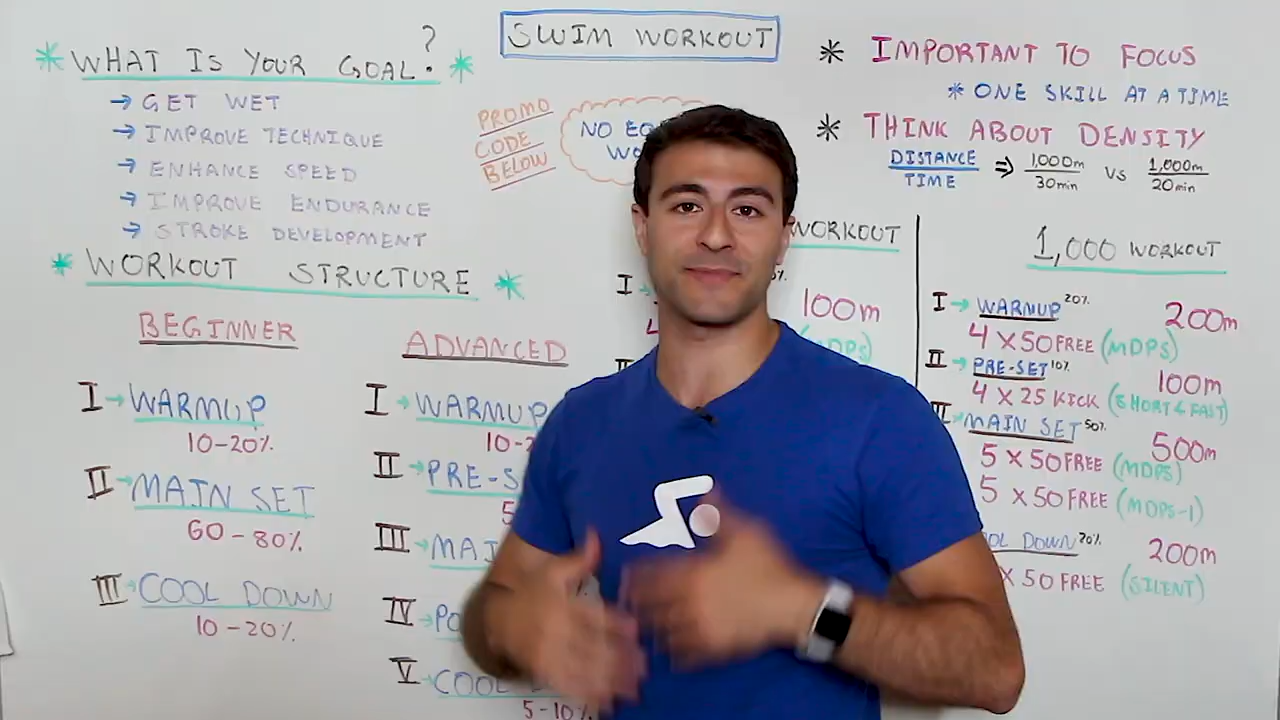 SWIM WORKOUT
* WHAT IS YOUR GOAL? *
→ GET WET
→ IMPROVE TECHNIQUE
→ ENHANCE SPEED
→ IMPROVE ENDURANCE
→ STROKE DEVELOPMENT
PROMO
CODE
BELOW
NO
* IMPORTANT TO FOCUS
* ONE SKILL AT A TIME
* THINK ABOUT DENSITY
DISTANCE
TIME
⇒ 1,000m
30min
VS 1,000m
20min
* WORKOUT STRUCTURE *
BEGINNER
I → WARMUP
10-20%
II → MAIN SET
60-80%
III → COOL DOWN
10-20%
ADVANCED
I → WARMUP
10-
II → PRE-S
5
III →
IV →
V → COOL
5-10%
WORKOUT
I →
100m
1,000 WORKOUT
I → WARMUP 20% 200m
4 X 50 FREE (MDPS)
II → PRE-SET 10% 100m
4 X 25 KICK (SHORT & FAST)
MAIN SET 50% 500m
5 X 50 FREE (MDPS)
5 X 50 FREE (MDPS-1)
DOWN 20% 200m
X 50 FREE (SILENT)